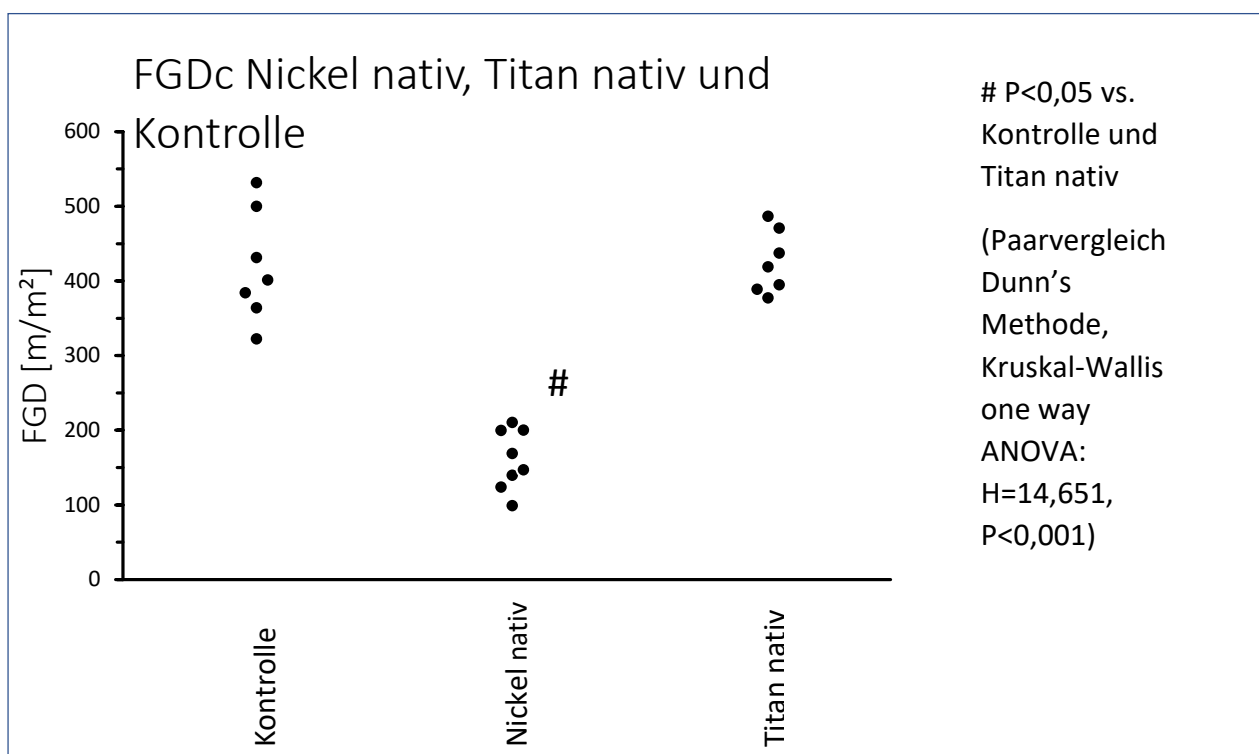 FGDc Nickel nativ, Titan nativ und
Kontrolle
600
500
400
300
200
100
0
FGD [m/m²]
#
Kontrolle
Nickel nativ
Titan nativ
# P<0,05 vs.
Kontrolle und
Titan nativ
(Paarvergleich
Dunn’s
Methode,
Kruskal-Wallis
one way
ANOVA:
H=14,651,
P<0,001)